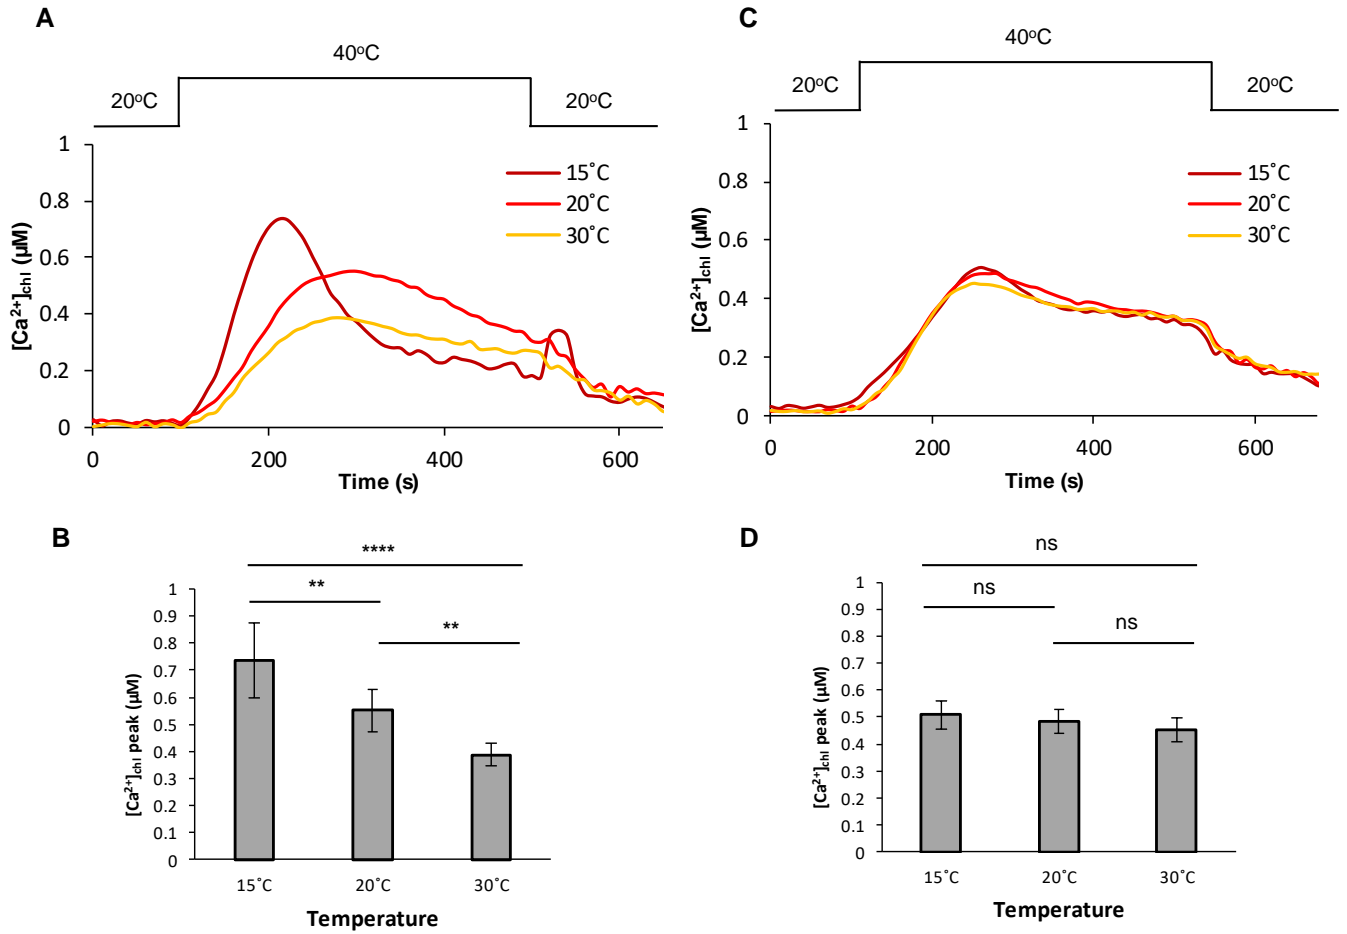 A
40°C
20°C
20°C
1
0.8
0.6
0.4
0.2
0
[Ca²⁺]chl (µM)
15˚C
20˚C
30˚C
0
200
400
600
Time (s)
C
40°C
20°C
20°C
1
0.8
0.6
0.4
0.2
0
[Ca²⁺]chl (µM)
15˚C
20˚C
30˚C
0
200
400
600
Time (s)
B
****
**
**
1
0.9
0.8
0.7
0.6
0.5
0.4
0.3
0.2
0.1
0
[Ca²⁺]chl peak (µM)
15˚C
20˚C
30˚C
Temperature
D
ns
ns
ns
1
0.9
0.8
0.7
0.6
0.5
0.4
0.3
0.2
0.1
0
[Ca²⁺]chl peak (µM)
15˚C
20˚C
30˚C
Temperature